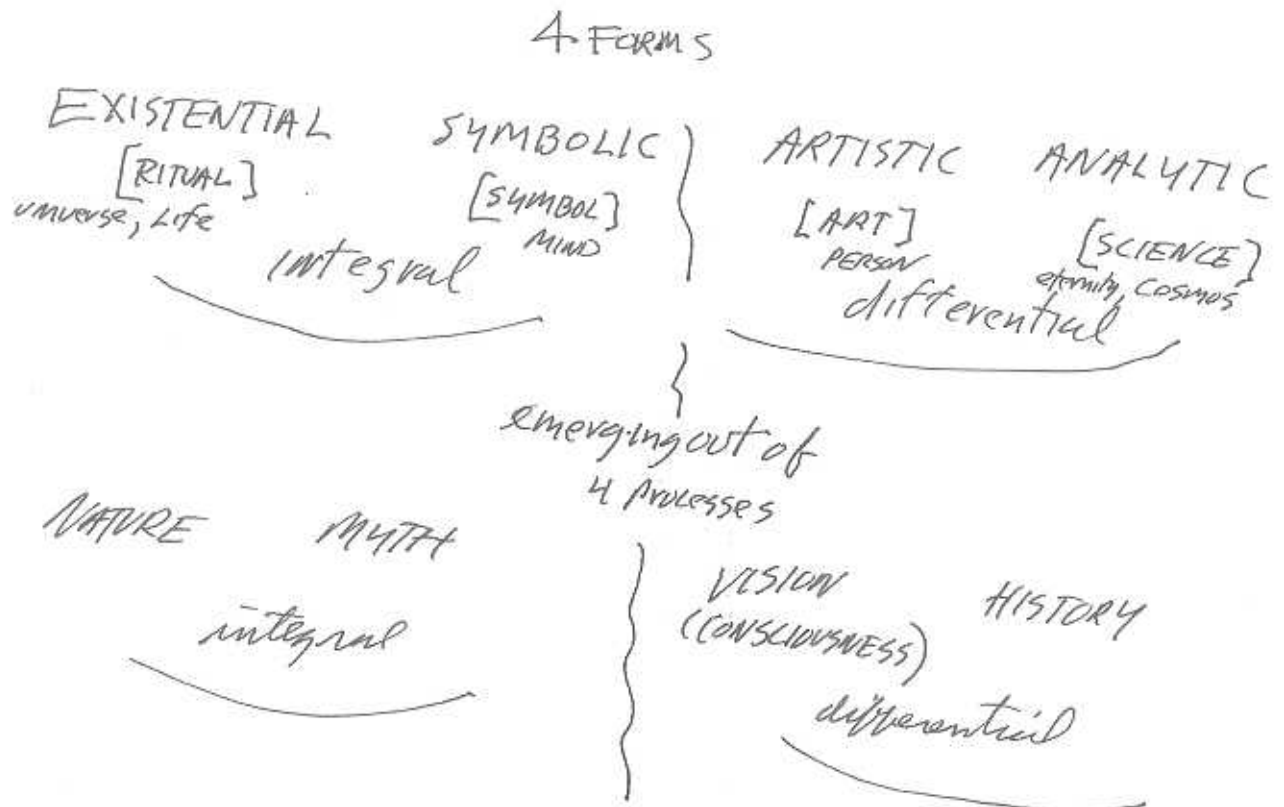 4 FORMS
EXISTENTIAL SYMBOLIC ARTISTIC ANALYTIC
[RITUAL] [SYMBOL] [ART] [SCIENCE]
universe, Life MIND PERSON eternity, Cosmos
integral differential
emerging out of
4 Processes
NATURE MYTH VISION HISTORY
(CONSCIOUSNESS)
integral differential